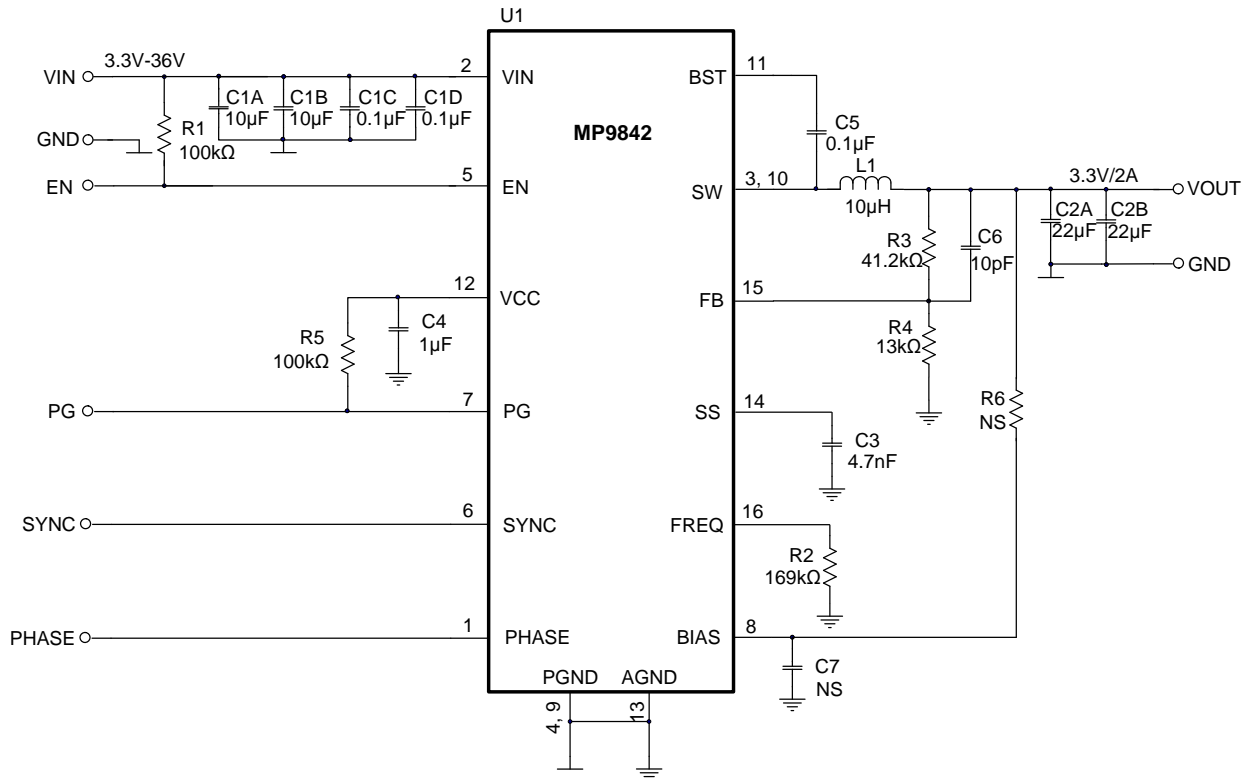 U1
MP9842
3.3V-36V
VIN
2
VIN
C1A
10µF
C1B
10µF
C1C
0.1µF
C1D
0.1µF
GND
R1
100kΩ
EN
5
EN
12
VCC
R5
100kΩ
C4
1µF
PG
7
PG
SYNC
6
SYNC
PHASE
1
PHASE
PGND
AGND
4, 9
13
BST
11
C5
0.1µF
SW
3, 10
L1
10µH
3.3V/2A
VOUT
C2A
22µF
C2B
22µF
GND
R3
41.2kΩ
C6
10pF
FB
15
R4
13kΩ
R6
NS
SS
14
C3
4.7nF
FREQ
16
R2
169kΩ
BIAS
8
C7
NS